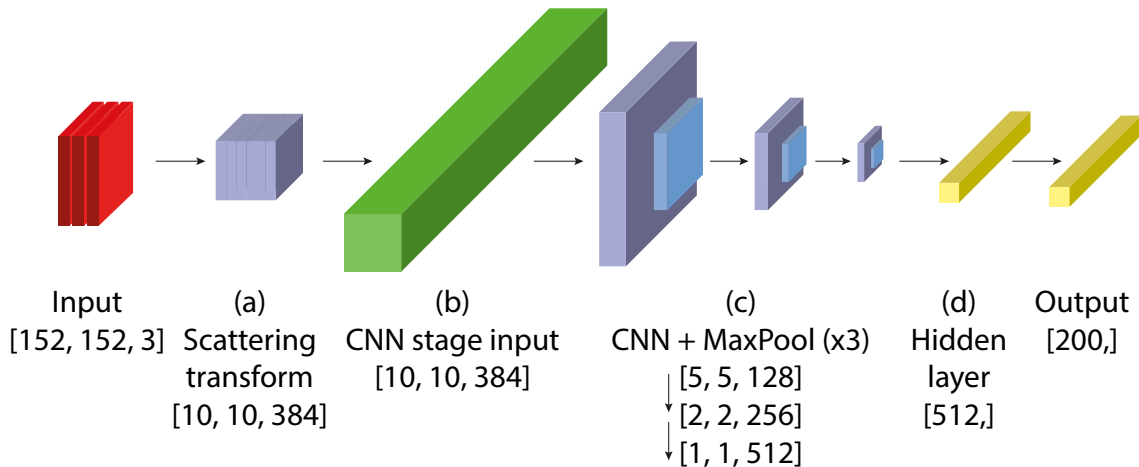 Input
[152, 152, 3]
(a)
Scattering
transform
[10, 10, 384]
(b)
CNN stage input
[10, 10, 384]
(c)
CNN + MaxPool (x3)
[5, 5, 128]
[2, 2, 256]
[1, 1, 512]
(d)
Hidden
layer
[512,]
Output
[200,]